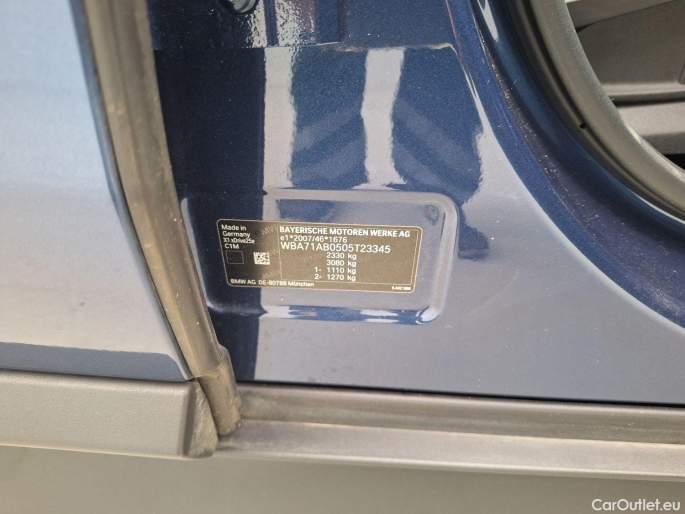 Made in
Germany
X1 xDrive25e
C1M
BAYERISCHE MOTOREN WERKE AG
e1*2007/46*1676
WBA71AB0505T23345
2330 kg
3080 kg
1- 1110 kg
2- 1270 kg
BMW AG DE-80788 München
CarOutlet.eu